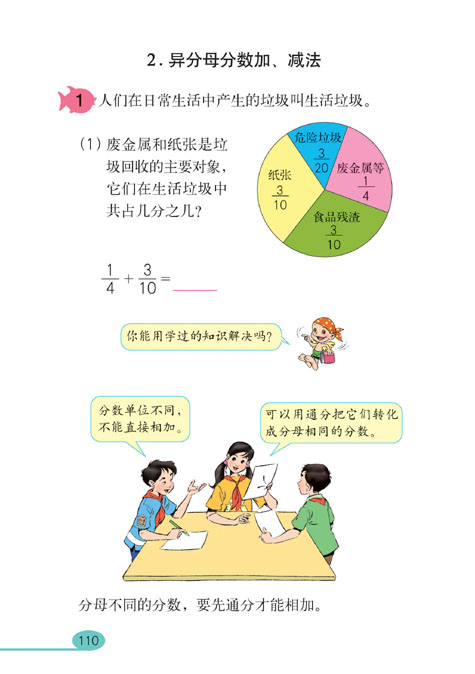 2. 异分母分数加、减法
1 人们在日常生活中产生的垃圾叫生活垃圾。
(1) 废金属和纸张是垃
圾回收的主要对象,
它们在生活垃圾中
共占几分之几?
危险垃圾
3/20
废金属等
1/4
纸张
3/10
食品残渣
3/10
1/4 + 3/10 = ____
你能用学过的知识解决吗?
分数单位不同,
不能直接相加。
可以用通分把它们转化
成分母相同的分数。
分母不同的分数,要先通分才能相加。
110